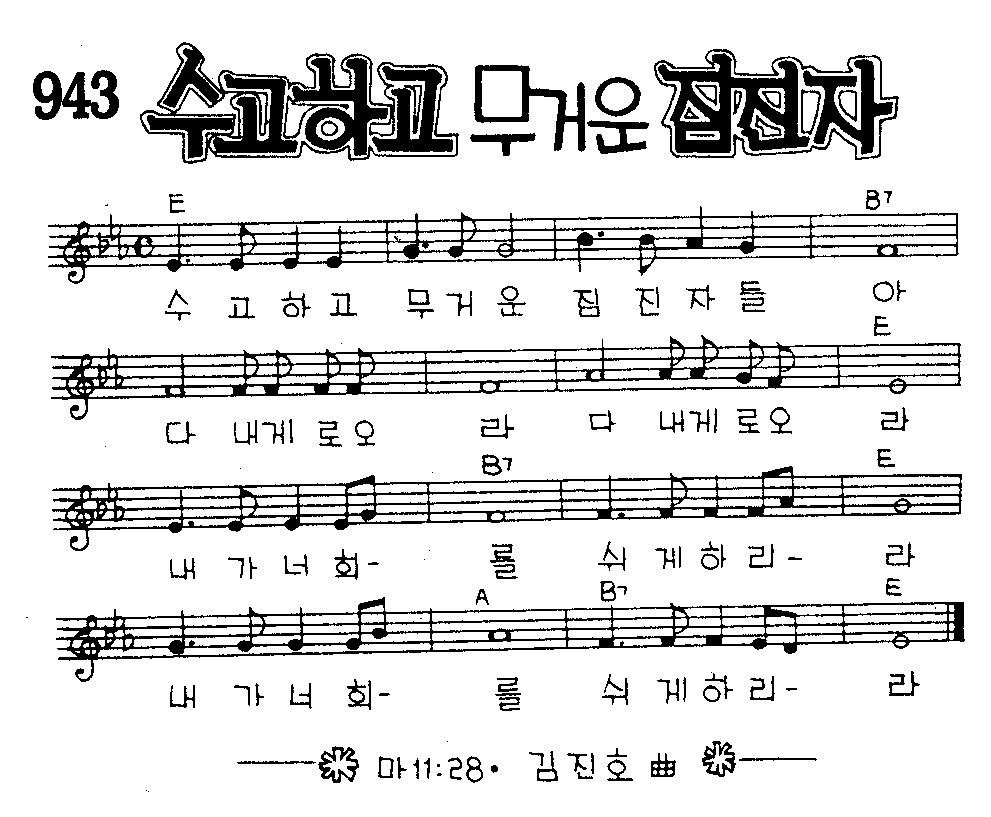 943 수고하고 무거운 짐진자
E B7
수 고 하 고 무 거 운 짐 진 자 들 아
E
다 내게 로오 라 다 내게 로오 라
B7 E
내 가 너 희- 를 쉬 게 하 리- 라
A B7 E
내 가 너 희- 를 쉬 게 하 리- 라
마11:28· 김진호 曲